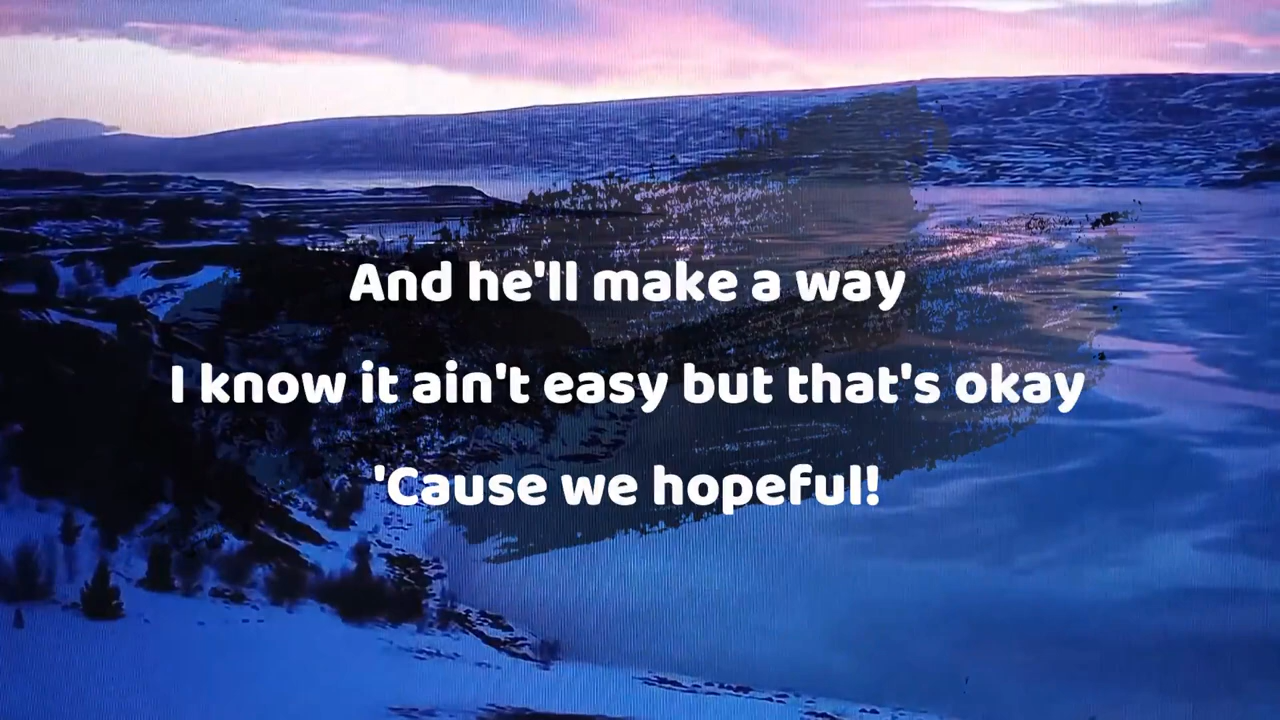 And he'll make a way
I know it ain't easy but that's okay
'Cause we hopeful!